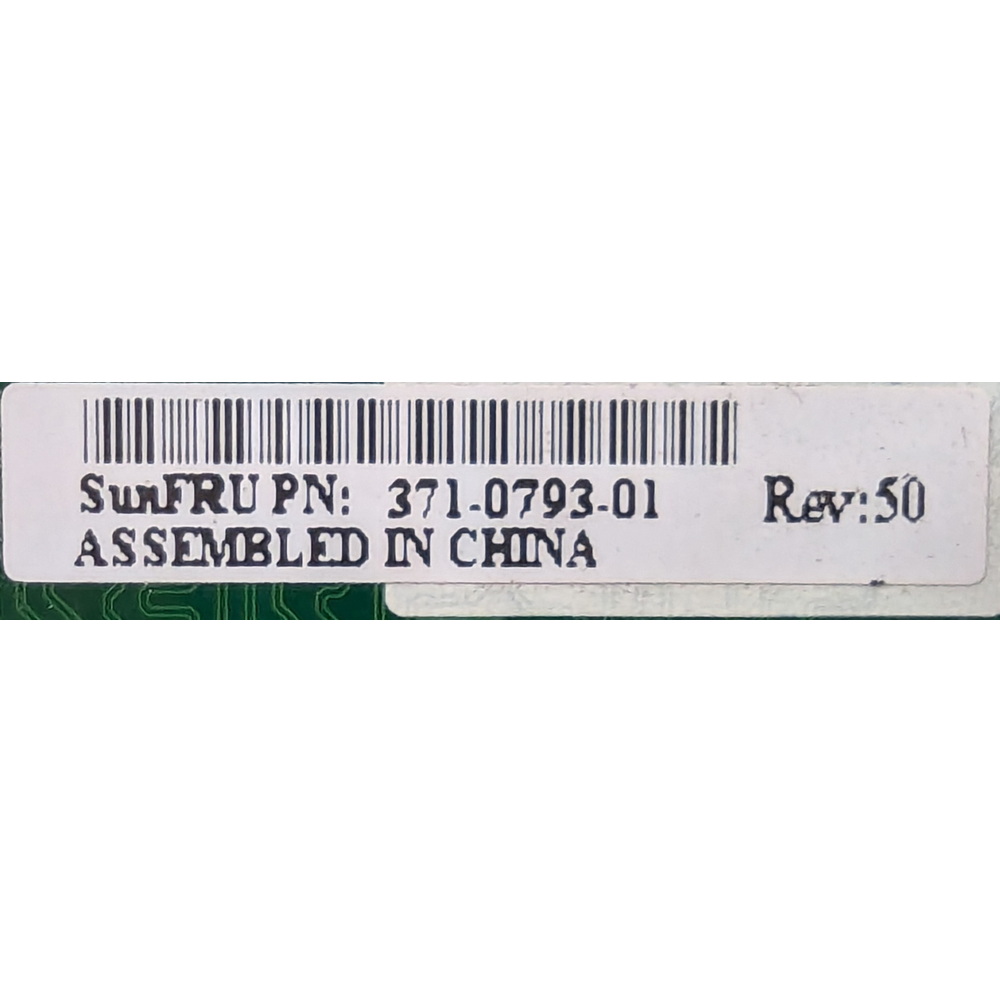 SunFRU PN: 371-0793-01 Rev:50
ASSEMBLED IN CHINA